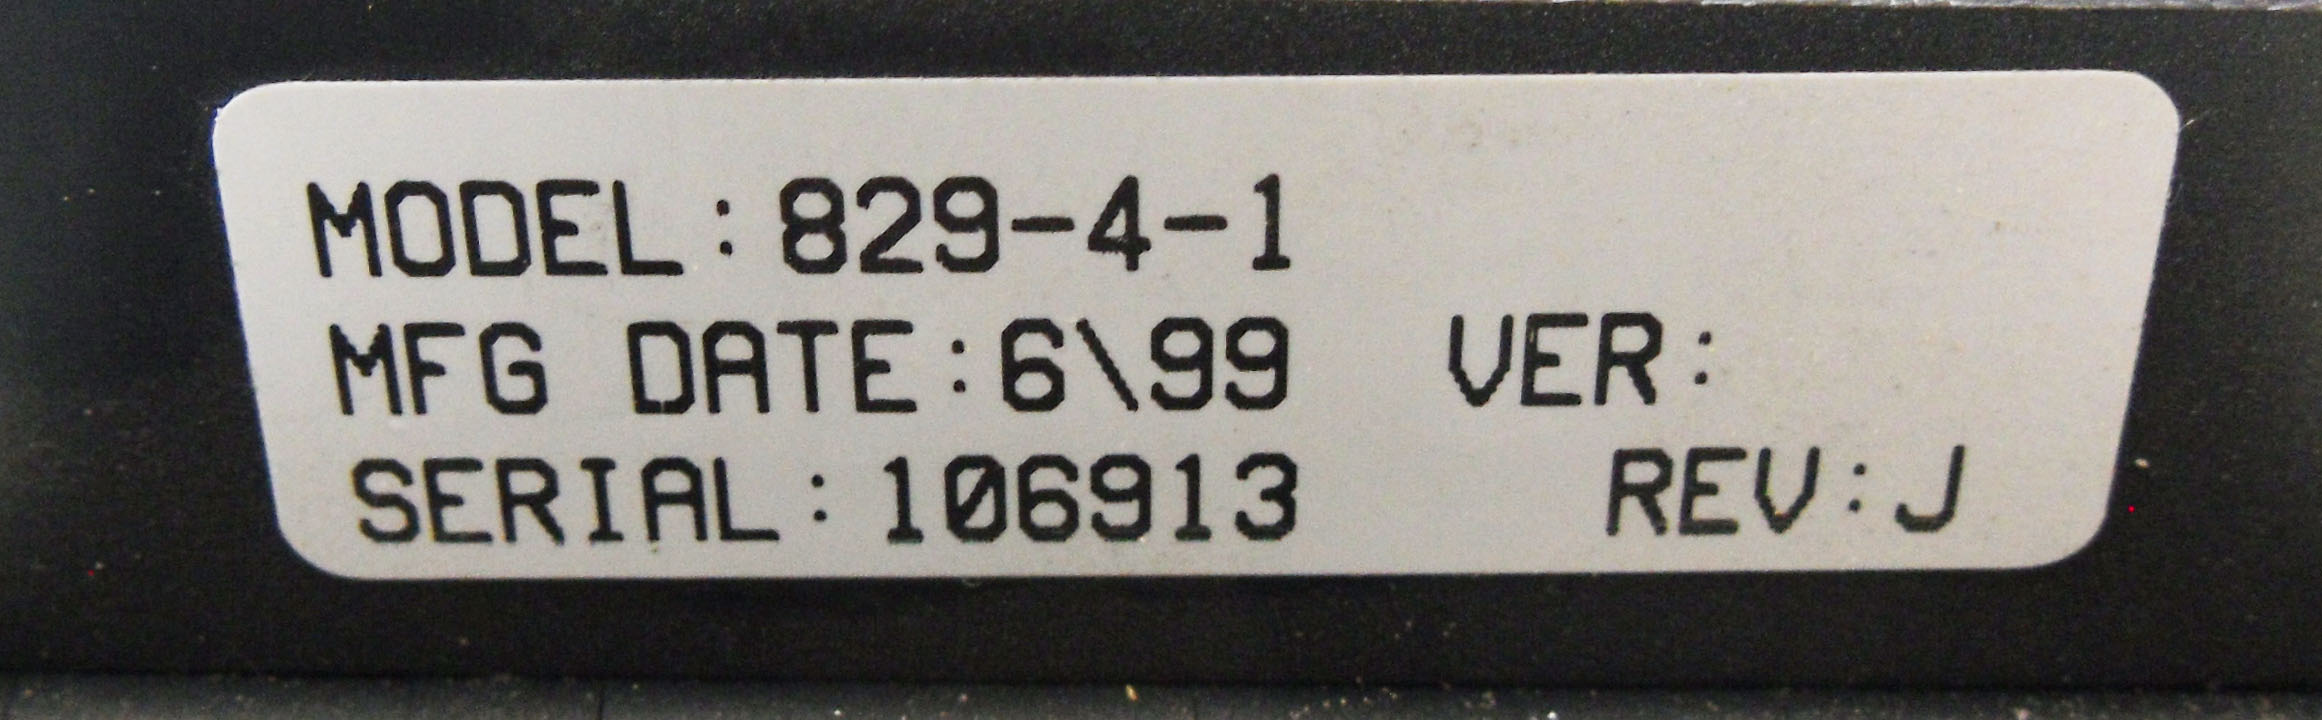 MODEL:829-4-1
MFG DATE:6\99 VER:
SERIAL:106913 REV:J